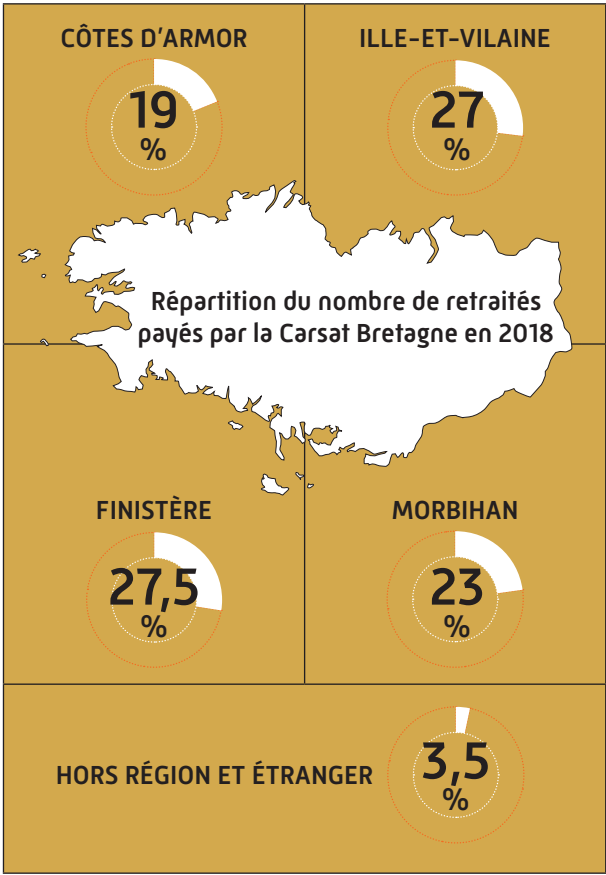 CÔTES D'ARMOR
19
%
ILLE-ET-VILAINE
27
%
Répartition du nombre de retraités
payés par la Carsat Bretagne en 2018
FINISTÈRE
27,5
%
MORBIHAN
23
%
HORS RÉGION ET ÉTRANGER
3,5
%